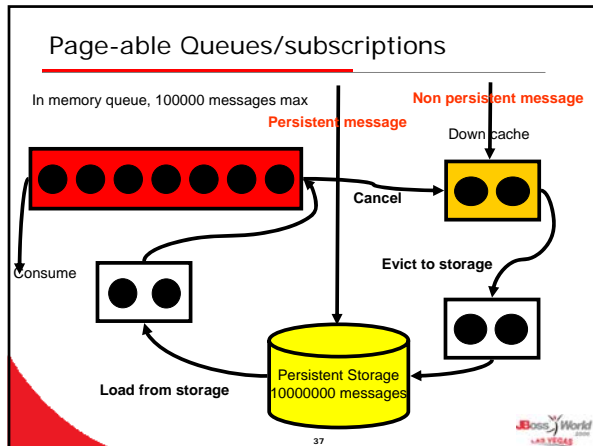 Page-able Queues/subscriptions
In memory queue, 100000 messages max
Persistent message
Non persistent message
Down cache
Cancel
Consume
Evict to storage
Load from storage
Persistent Storage
10000000 messages
37
JBoss World
LAS VEGAS